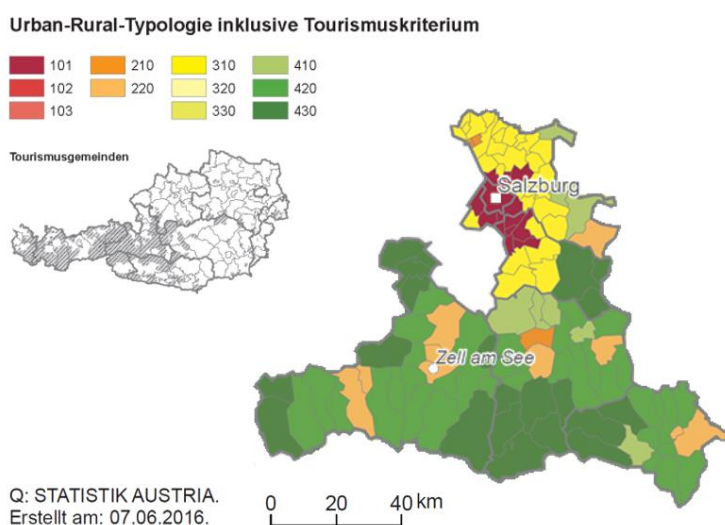 Urban-Rural-Typologie inklusive Tourismuskriterium
101 210 310 410
102 220 320 420
103 330 430
Tourismusgemeinden
Salzburg
Zell am See
Q: STATISTIK AUSTRIA.
Erstellt am: 07.06.2016.
0 20 40 km